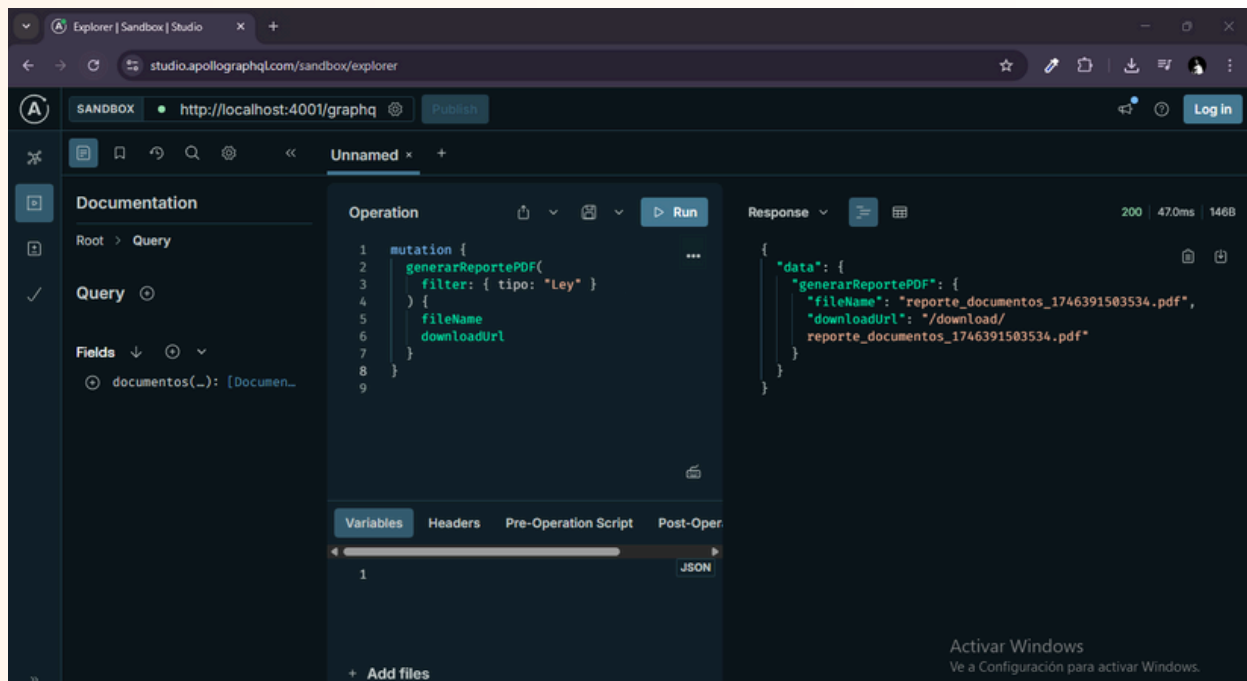 Explorer | Sandbox | Studio
studio.apollographql.com/sandbox/explorer
SANDBOX http://localhost:4001/graphq Publish Log in
Unnamed
Documentation
Root > Query
Query
Fields
documentos(…): [Documen…
Operation
Run
1 mutation {
2 generarReportePDF(
3 filter: { tipo: "Ley" }
4 ) {
5 fileName
6 downloadUrl
7 }
8 }
9
Variables Headers Pre-Operation Script Post-Oper
JSON
1
+ Add files
Response 200 47.0ms 146B
{
"data": {
"generarReportePDF": {
"fileName": "reporte_documentos_1746391503534.pdf",
"downloadUrl": "/download/
reporte_documentos_1746391503534.pdf"
}
}
}
Activar Windows
Ve a Configuración para activar Windows.